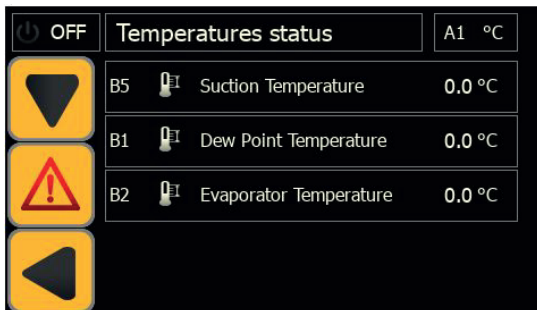 OFF Temperatures status A1 °C
B5 Suction Temperature 0.0 °C
B1 Dew Point Temperature 0.0 °C
B2 Evaporator Temperature 0.0 °C